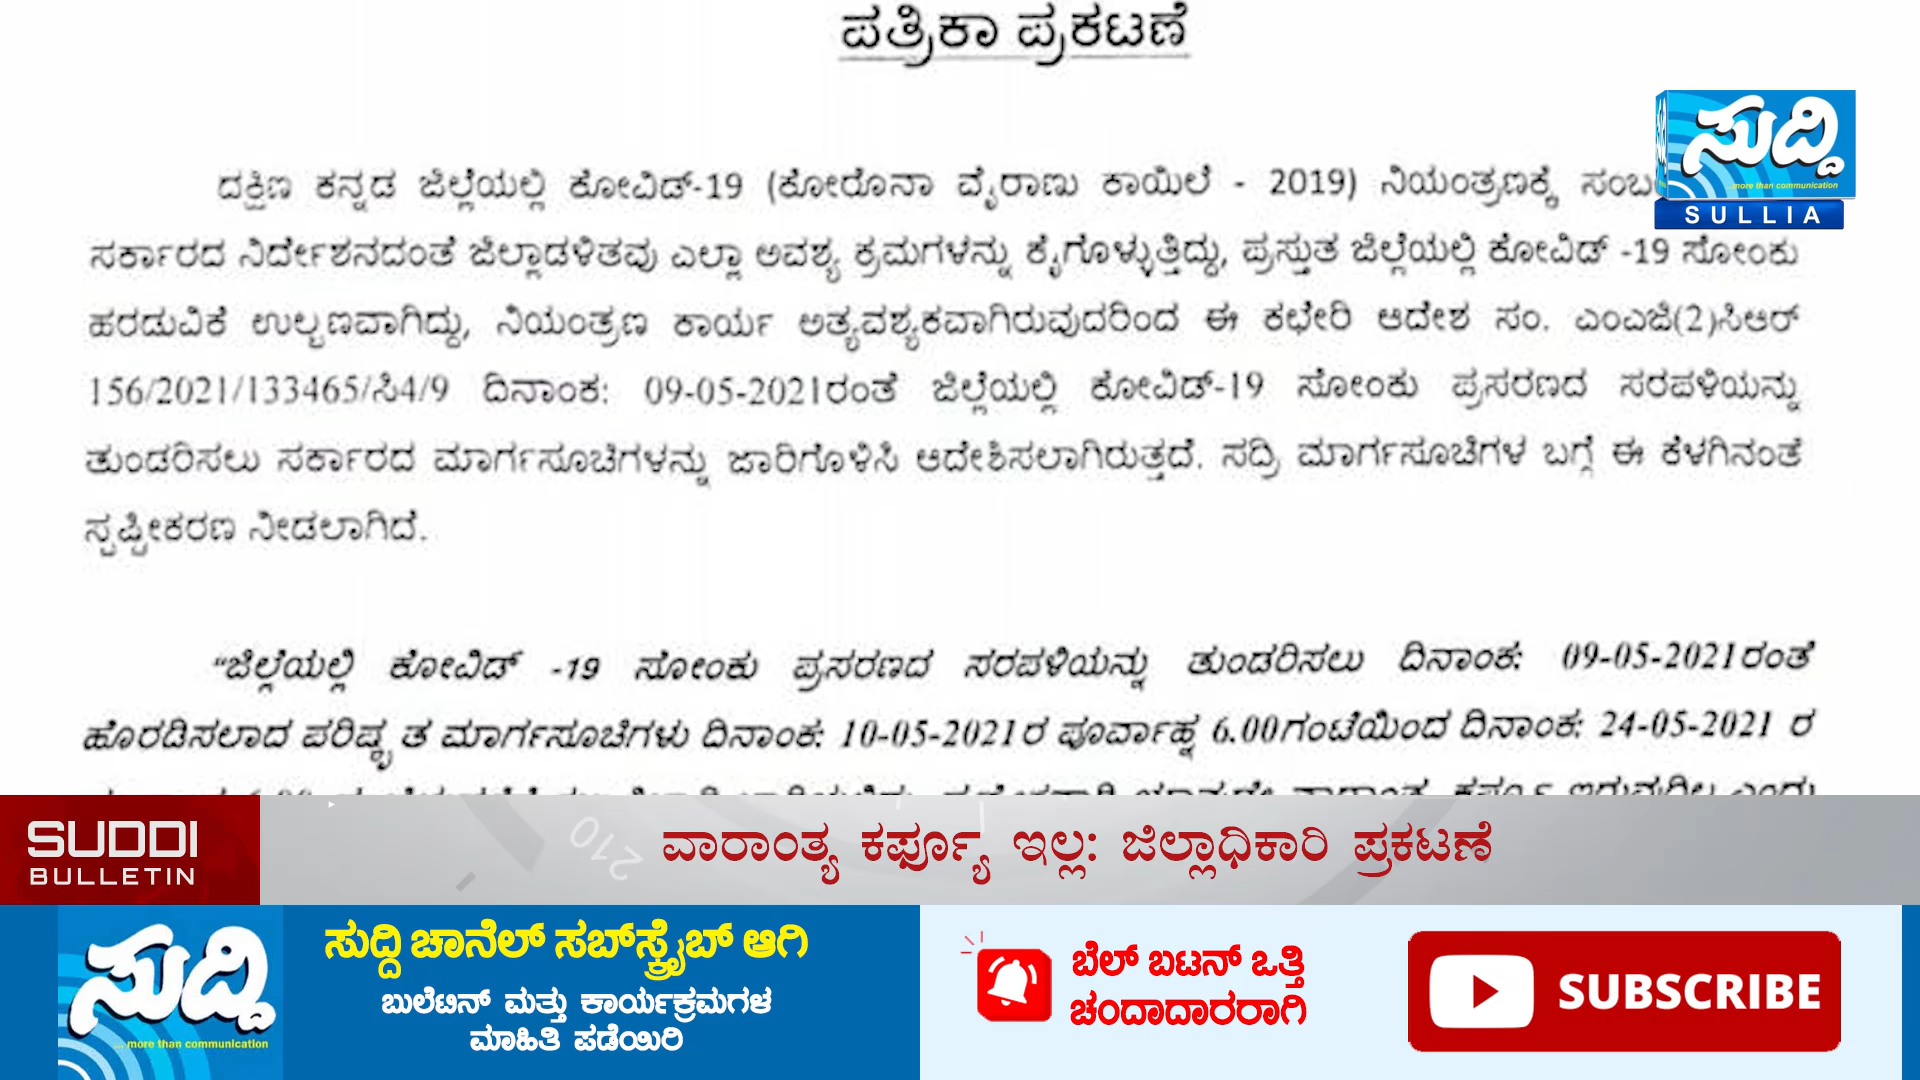 ಪತ್ರಿಕಾ ಪ್ರಕಟಣೆ
ದಕ್ಷಿಣ ಕನ್ನಡ ಜಿಲ್ಲೆಯಲ್ಲಿ ಕೋವಿಡ್-19 (ಕೋರೊನಾ ವೈರಾಣು ಕಾಯಿಲೆ - 2019) ನಿಯಂತ್ರಣಕ್ಕೆ
ಸರ್ಕಾರದ ನಿರ್ದೇಶನದಂತೆ ಜಿಲ್ಲಾಡಳಿತವು ಎಲ್ಲಾ ಅವಶ್ಯ ಕ್ರಮಗಳನ್ನು ಕೈಗೊಳ್ಳುತ್ತಿದ್ದು, ಪ್ರಸ್ತುತ ಜಿಲ್ಲೆಯಲ್ಲಿ ಕೋವಿಡ್ -19 ಸೋಂಕು
ಹರಡುವಿಕೆ ಉಲ್ಬಣವಾಗಿದ್ದು, ನಿಯಂತ್ರಣ ಕಾರ್ಯ ಅತ್ಯವಶ್ಯಕವಾಗಿರುವುದರಿಂದ ಈ ಕಛೇರಿ ಆದೇಶ ಸಂ. ಎಂಎಜಿ(2)ಸಿಆರ್
156/2021/133465/ಸಿ4/9 ದಿನಾಂಕ: 09-05-2021ರಂತೆ ಜಿಲ್ಲೆಯಲ್ಲಿ ಕೋವಿಡ್-19 ಸೋಂಕು ಪ್ರಸರಣದ ಸರಪಳಿಯನ್ನು
ತುಂಡರಿಸಲು ಸರ್ಕಾರದ ಮಾರ್ಗಸೂಚಿಗಳನ್ನು ಜಾರಿಗೊಳಿಸಿ ಆದೇಶಿಸಲಾಗಿರುತ್ತದೆ. ಸದ್ರಿ ಮಾರ್ಗಸೂಚಿಗಳ ಬಗ್ಗೆ ಈ ಕೆಳಗಿನಂತೆ
ಸ್ಪಷ್ಟೀಕರಣ ನೀಡಲಾಗಿದೆ.
"ಜಿಲ್ಲೆಯಲ್ಲಿ ಕೋವಿಡ್ -19 ಸೋಂಕು ಪ್ರಸರಣದ ಸರಪಳಿಯನ್ನು ತುಂಡರಿಸಲು ದಿನಾಂಕ: 09-05-2021ರಂತೆ
ಹೊರಡಿಸಲಾದ ಪರಿಷ್ಕೃತ ಮಾರ್ಗಸೂಚಿಗಳು ದಿನಾಂಕ: 10-05-2021ರ ಪೂರ್ವಾಹ್ನ 6.00ಗಂಟೆಯಿಂದ ದಿನಾಂಕ: 24-05-2021 ರ
ಸುದ್ದಿ
...more than communication
SULLIA
SUDDI
BULLETIN
210
ವಾರಾಂತ್ಯ ಕರ್ಫ್ಯೂ ಇಲ್ಲ: ಜಿಲ್ಲಾಧಿಕಾರಿ ಪ್ರಕಟಣೆ
ಸುದ್ದಿ
... more than communication
ಸುದ್ದಿ ಚಾನೆಲ್ ಸಬ್‌ಸ್ಕ್ರೈಬ್ ಆಗಿ
ಬುಲೆಟಿನ್ ಮತ್ತು ಕಾರ್ಯಕ್ರಮಗಳ
ಮಾಹಿತಿ ಪಡೆಯಿರಿ
ಬೆಲ್ ಬಟನ್ ಒತ್ತಿ
ಚಂದಾದಾರರಾಗಿ
SUBSCRIBE